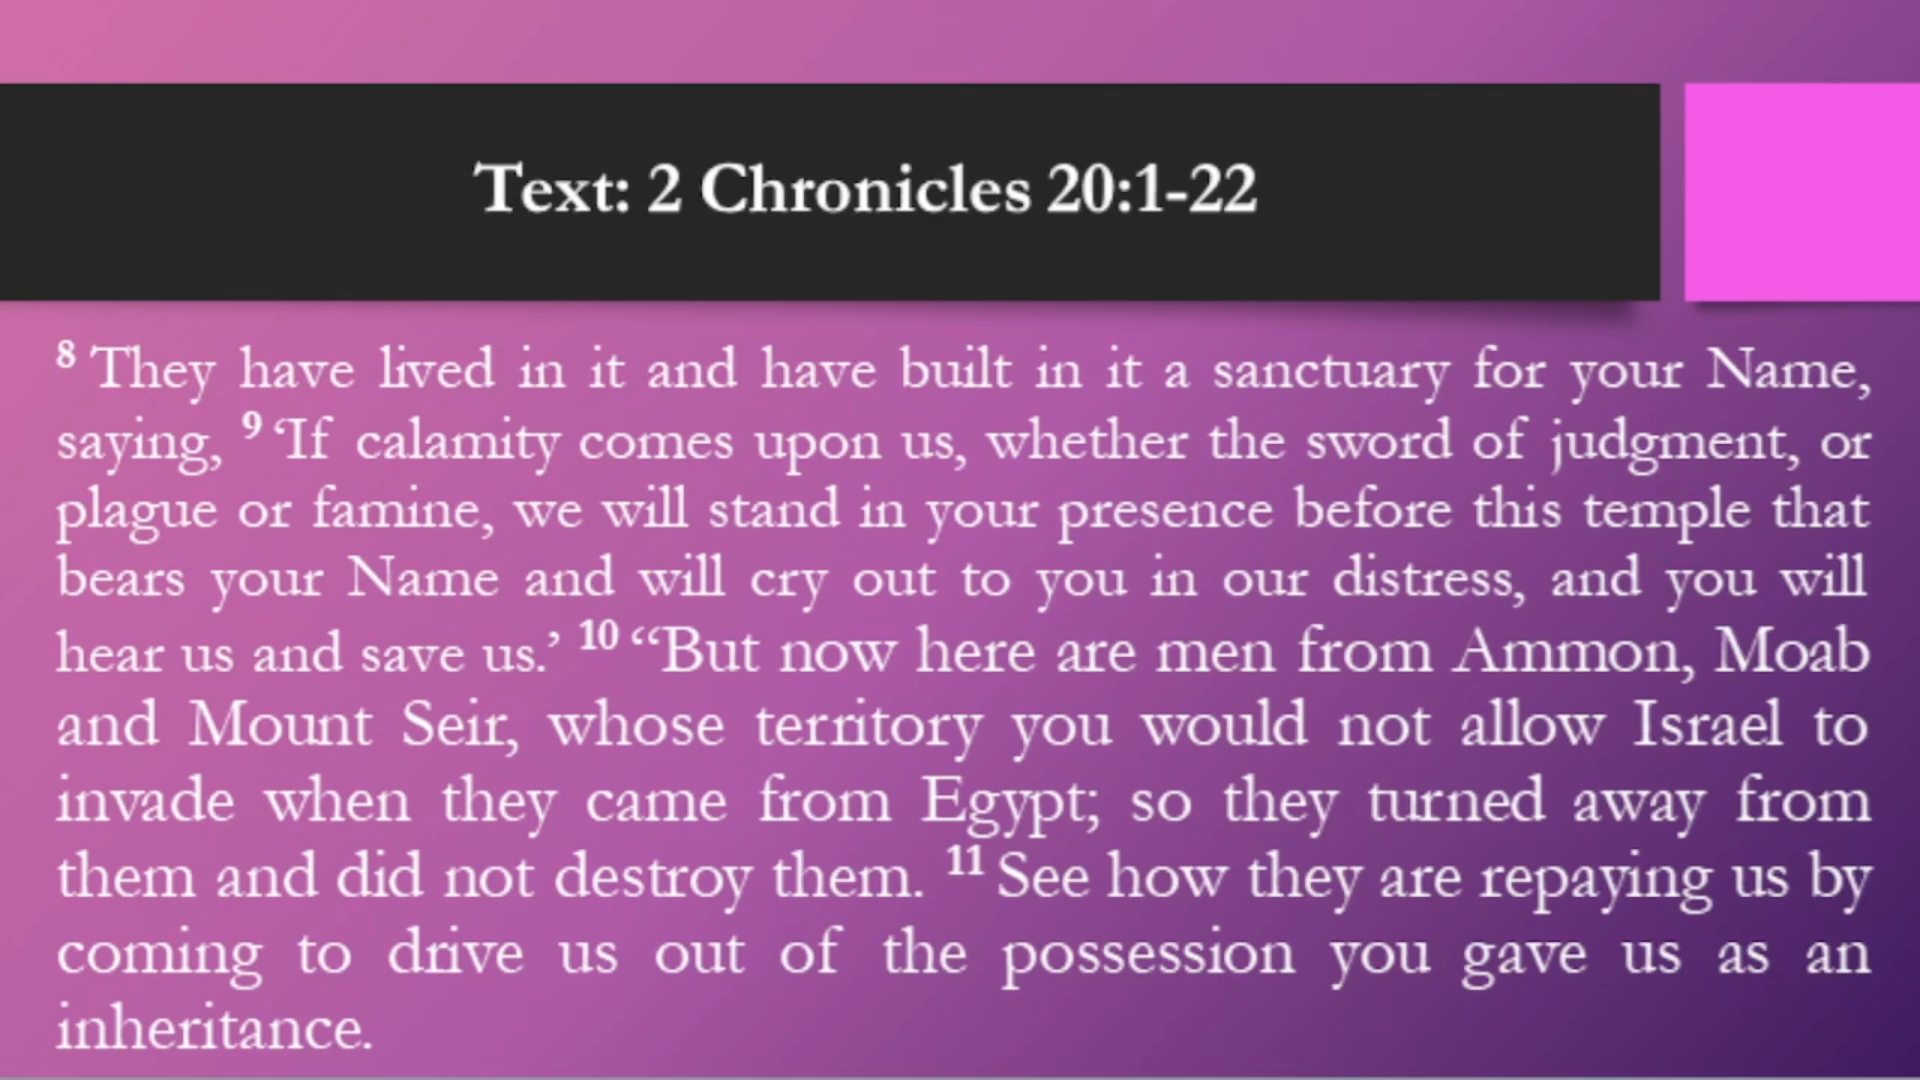 Text: 2 Chronicles 20:1-22
8 They have lived in it and have built in it a sanctuary for your Name,
saying, 9 ‘If calamity comes upon us, whether the sword of judgment, or
plague or famine, we will stand in your presence before this temple that
bears your Name and will cry out to you in our distress, and you will
hear us and save us.’ 10 “But now here are men from Ammon, Moab
and Mount Seir, whose territory you would not allow Israel to
invade when they came from Egypt; so they turned away from
them and did not destroy them. 11 See how they are repaying us by
coming to drive us out of the possession you gave us as an
inheritance.